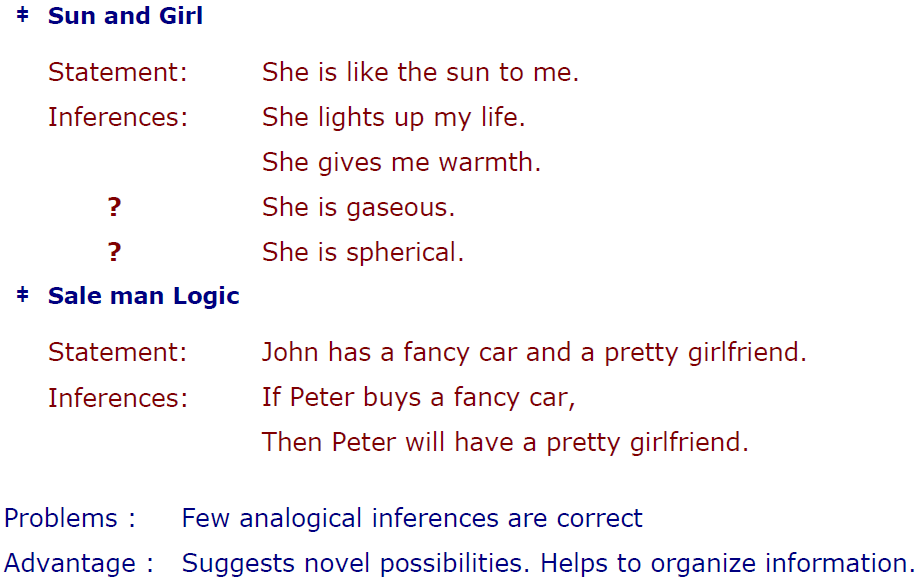 ‡ Sun and Girl
Statement: She is like the sun to me.
Inferences: She lights up my life.
She gives me warmth.
? She is gaseous.
? She is spherical.
‡ Sale man Logic
Statement: John has a fancy car and a pretty girlfriend.
Inferences: If Peter buys a fancy car,
Then Peter will have a pretty girlfriend.
Problems : Few analogical inferences are correct
Advantage : Suggests novel possibilities. Helps to organize information.